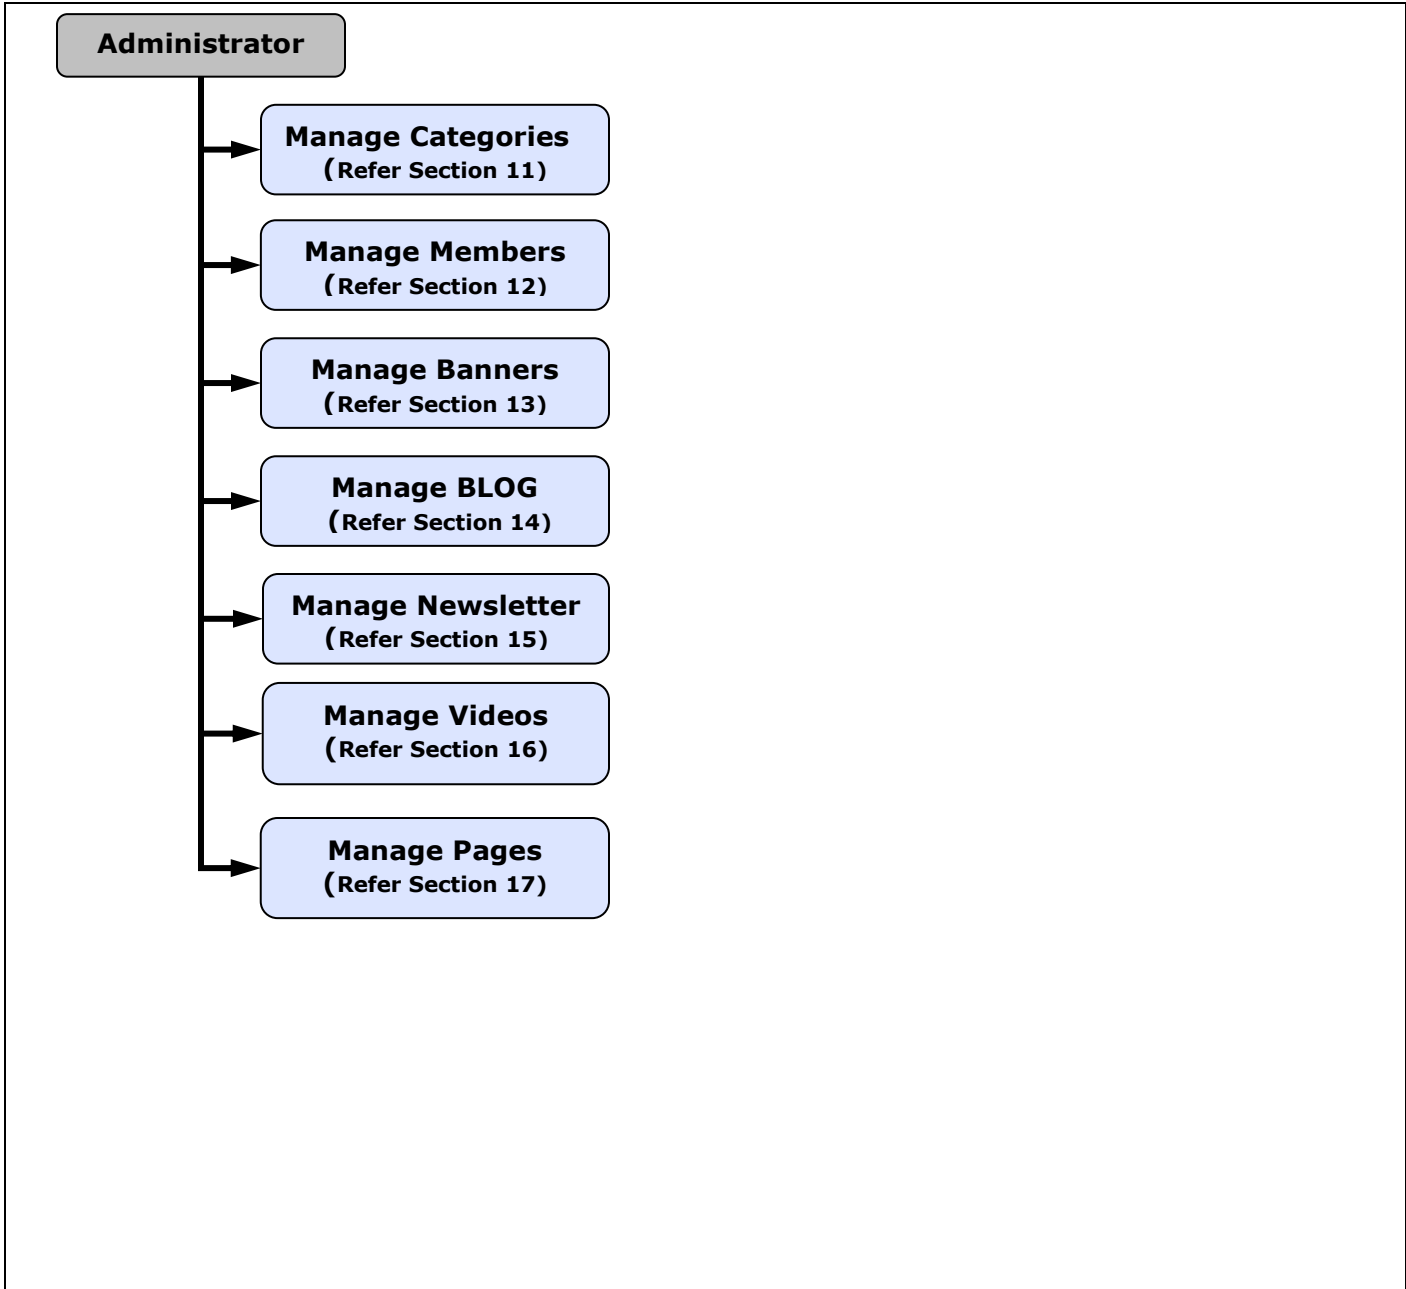 Administrator
Manage Categories
(Refer Section 11)
Manage Members
(Refer Section 12)
Manage Banners
(Refer Section 13)
Manage BLOG
(Refer Section 14)
Manage Newsletter
(Refer Section 15)
Manage Videos
(Refer Section 16)
Manage Pages
(Refer Section 17)